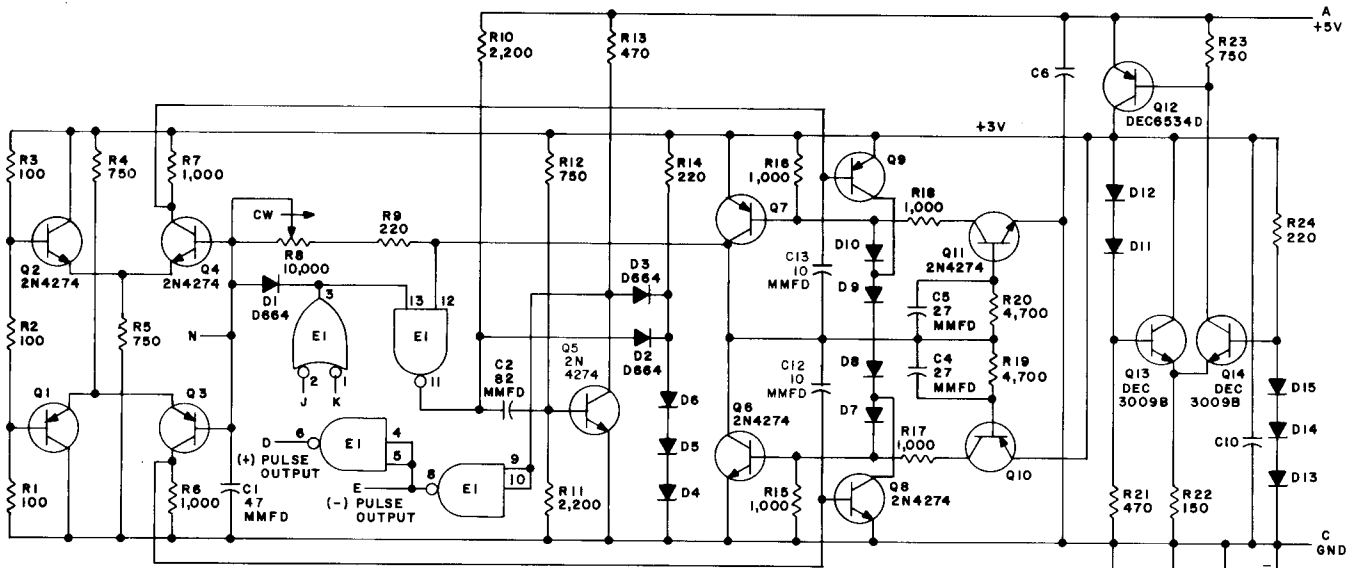 A
+5V
R10
2,200
R13
470
R23
750
C6
Q12
DEC6534D
+3V
R3
100
R4
750
R7
1,000
R12
750
R14
220
R16
1,000
Q9
R18
1,000
D12
D11
R24
220
CW
R9
220
R8
10,000
Q7
Q2
2N4274
Q4
2N4274
D10
D9
Q11
2N4274
C13
10
MMFD
D3
D664
D2
D664
D1
D664
3
E1
2
1
J
K
13
12
E1
11
N
R2
100
R5
750
C5
27
MMFD
R20
4,700
C4
27
MMFD
R19
4,700
C2
82
MMFD
Q5
2N
4274
C12
10
MMFD
D8
D7
Q13
DEC
3009B
Q14
DEC
3009B
D15
D14
D13
C10
Q1
Q3
D6
D5
D4
Q6
2N4274
R17
1,000
Q10
D
6
E1
4
5
(+) PULSE
OUTPUT
E
8
E1
9
10
(-) PULSE
OUTPUT
R1
100
R6
1,000
C1
47
MMFD
R11
2,200
R15
1,000
Q8
2N4274
R21
470
R22
150
C
GND